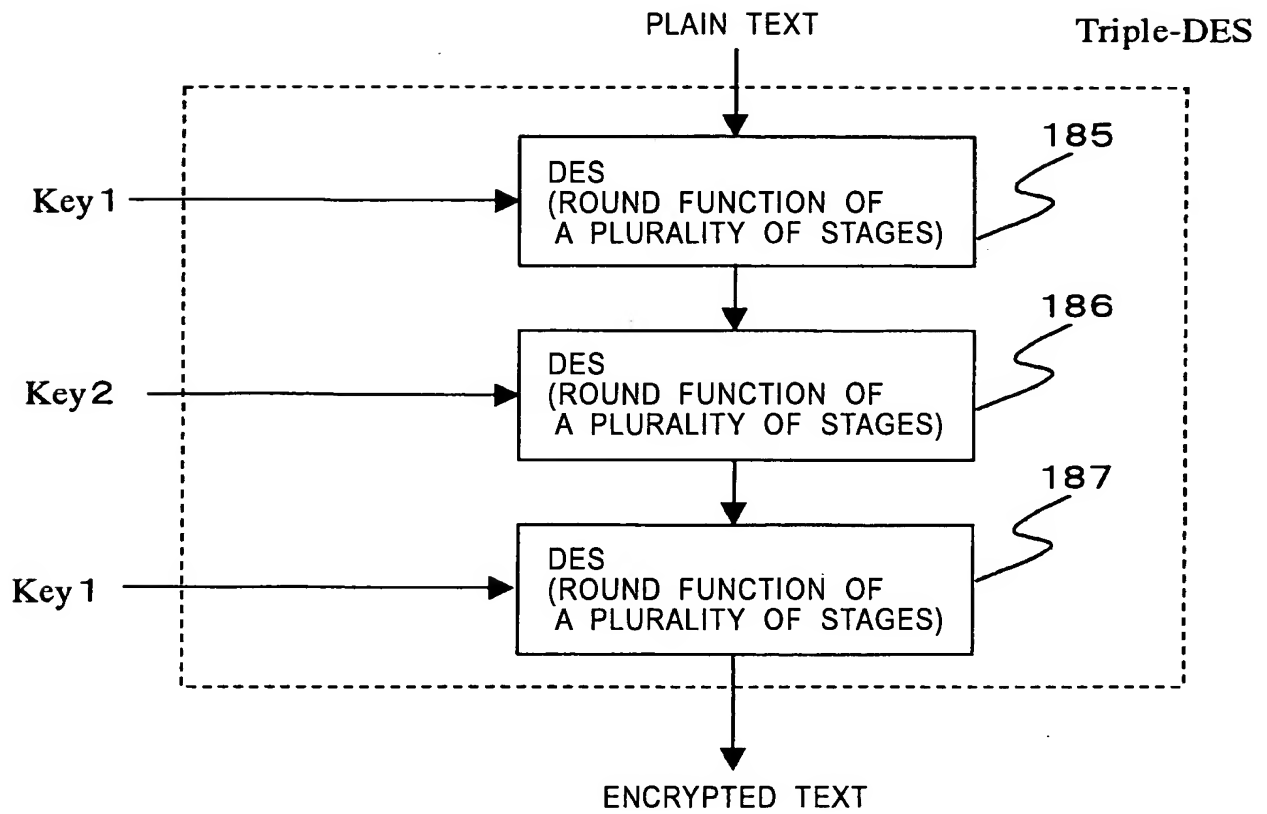 PLAIN TEXT
Triple-DES
185
Key 1
DES
(ROUND FUNCTION OF
A PLURALITY OF STAGES)
186
Key 2
DES
(ROUND FUNCTION OF
A PLURALITY OF STAGES)
187
Key 1
DES
(ROUND FUNCTION OF
A PLURALITY OF STAGES)
ENCRYPTED TEXT